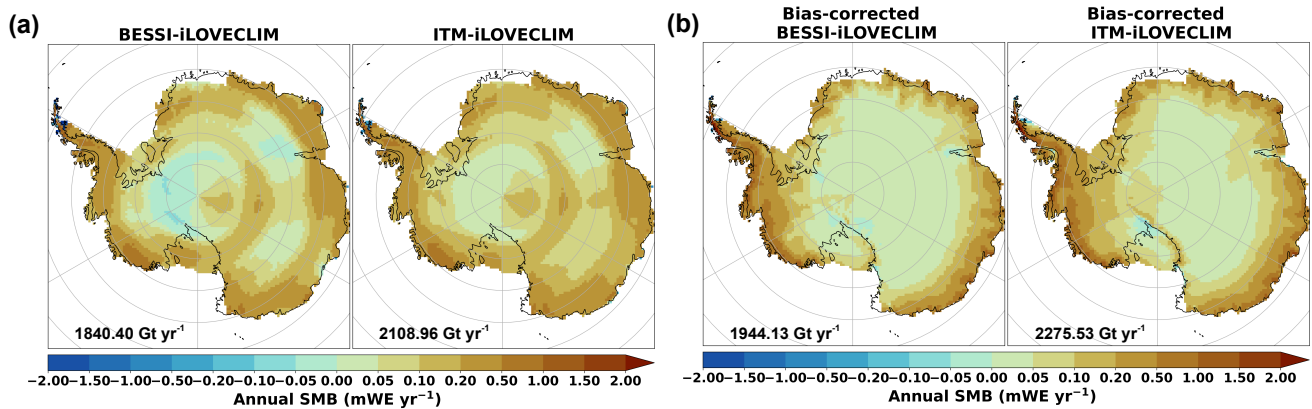 (a)
BESSI-iLOVECLIM
ITM-iLOVECLIM
1840.40 Gt yr⁻¹
2108.96 Gt yr⁻¹
−2.00 −1.50 −1.00 −0.50 −0.20 −0.10 −0.05 0.00 0.05 0.10 0.20 0.50 1.00 1.50 2.00
Annual SMB (mWE yr⁻¹)
(b)
Bias-corrected
BESSI-iLOVECLIM
Bias-corrected
ITM-iLOVECLIM
1944.13 Gt yr⁻¹
2275.53 Gt yr⁻¹
−2.00 −1.50 −1.00 −0.50 −0.20 −0.10 −0.05 0.00 0.05 0.10 0.20 0.50 1.00 1.50 2.00
Annual SMB (mWE yr⁻¹)